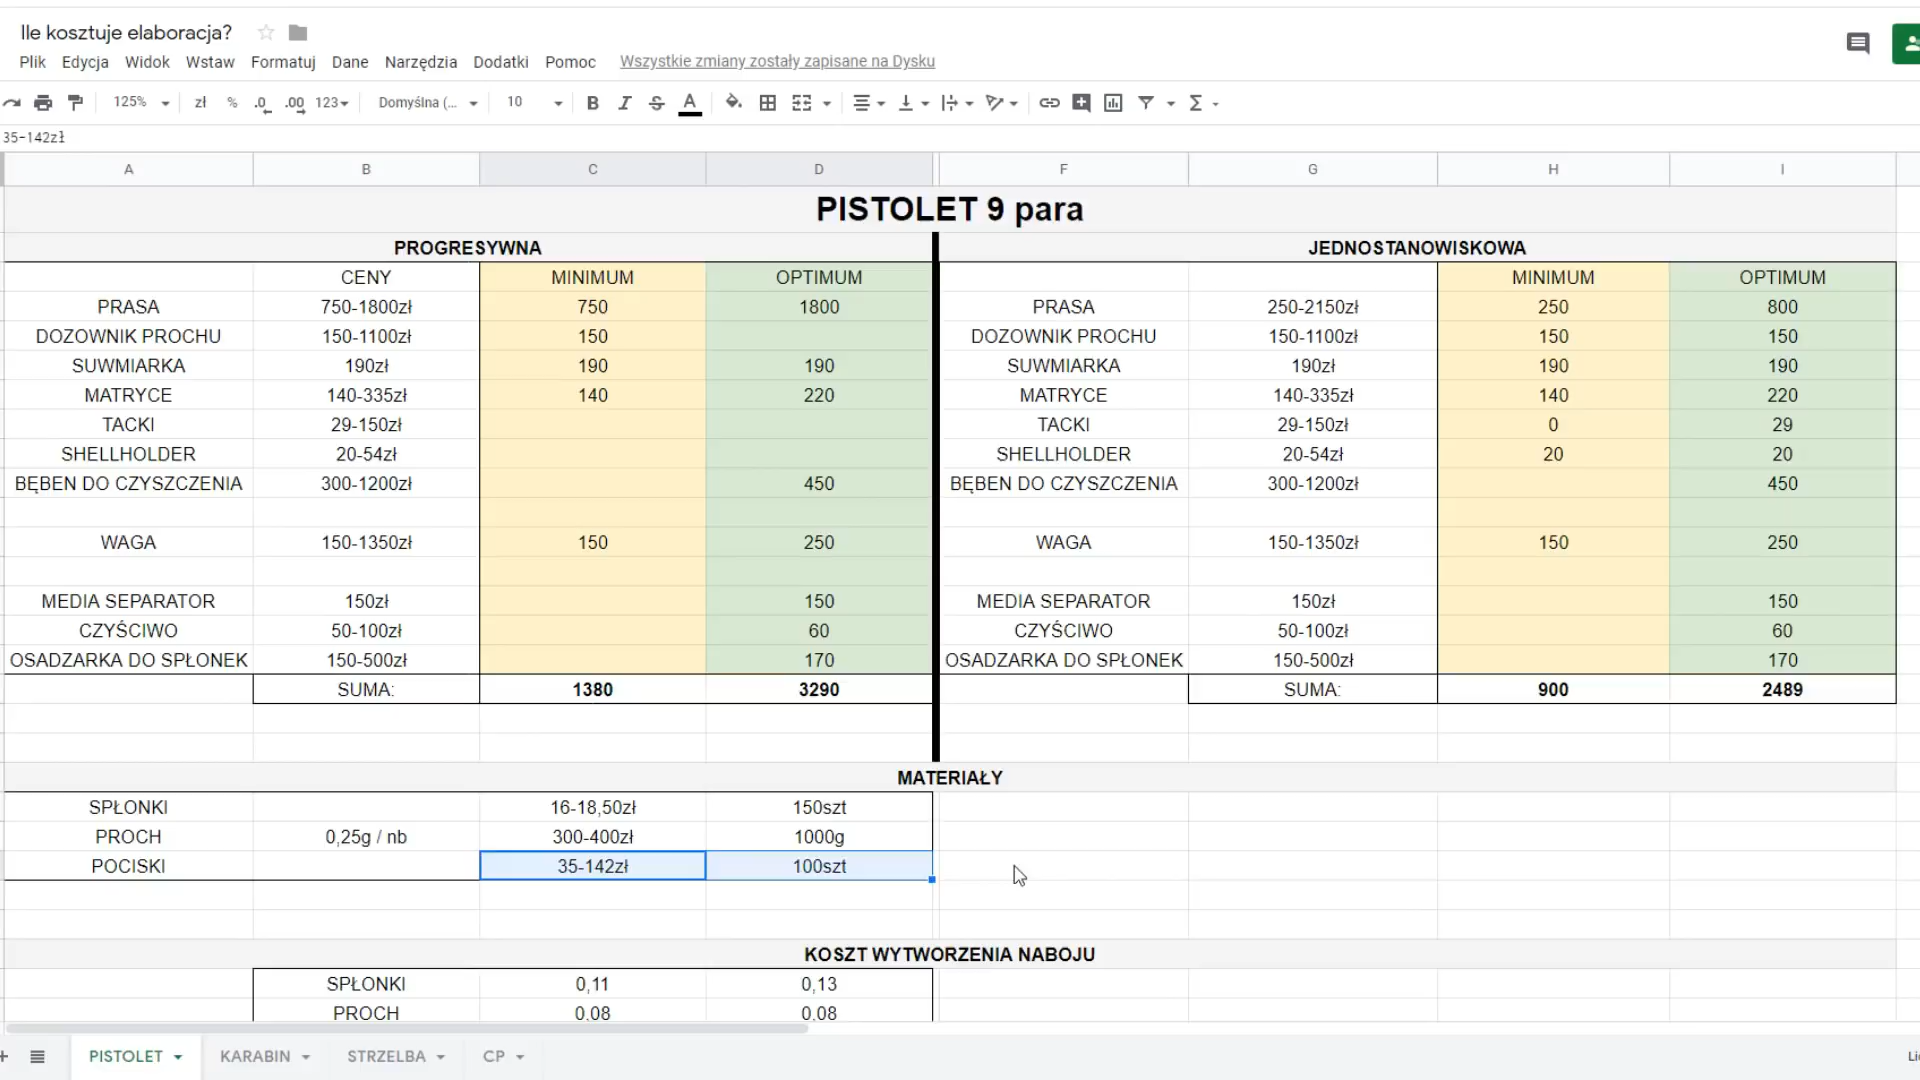 Ile kosztuje elaboracja?
Plik Edycja Widok Wstaw Formatuj Dane Narzędzia Dodatki Pomoc Wszystkie zmiany zostały zapisane na Dysku
125% zł % .0 .00 123 Domyślna (... 10 B I S A Σ
35-142zł
A B C D F G H I
PISTOLET 9 para
PROGRESYWNA JEDNOSTANOWISKOWA
CENY MINIMUM OPTIMUM MINIMUM OPTIMUM
PRASA 750-1800zł 750 1800 PRASA 250-2150zł 250 800
DOZOWNIK PROCHU 150-1100zł 150 DOZOWNIK PROCHU 150-1100zł 150 150
SUWMIARKA 190zł 190 190 SUWMIARKA 190zł 190 190
MATRYCE 140-335zł 140 220 MATRYCE 140-335zł 140 220
TACKI 29-150zł TACKI 29-150zł 0 29
SHELLHOLDER 20-54zł SHELLHOLDER 20-54zł 20 20
BĘBEN DO CZYSZCZENIA 300-1200zł 450 BĘBEN DO CZYSZCZENIA 300-1200zł 450
WAGA 150-1350zł 150 250 WAGA 150-1350zł 150 250
MEDIA SEPARATOR 150zł 150 MEDIA SEPARATOR 150zł 150
CZYŚCIWO 50-100zł 60 CZYŚCIWO 50-100zł 60
OSADZARKA DO SPŁONEK 150-500zł 170 OSADZARKA DO SPŁONEK 150-500zł 170
SUMA: 1380 3290 SUMA: 900 2489
MATERIAŁY
SPŁONKI 16-18,50zł 150szt
PROCH 0,25g / nb 300-400zł 1000g
POCISKI 35-142zł 100szt
KOSZT WYTWORZENIA NABOJU
SPŁONKI 0,11 0,13
PROCH 0,08 0,08
PISTOLET KARABIN STRZELBA CP